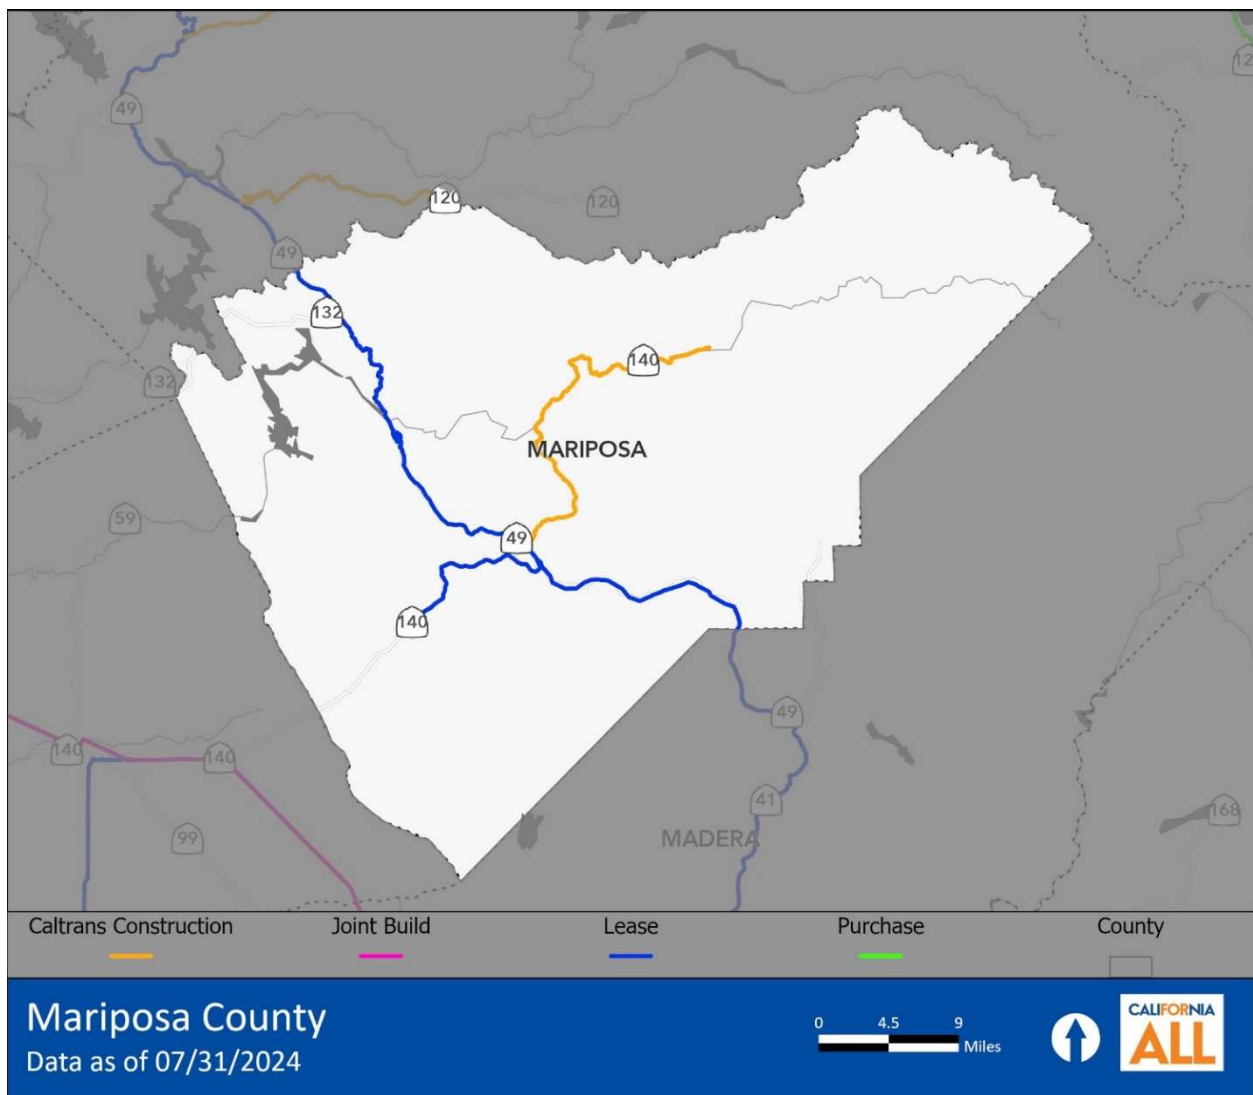 12
49
120
120
49
132
140
132
MARIPOSA
59
49
140
49
140
140
41
168
99
MADERA
Caltrans Construction
Joint Build
Lease
Purchase
County
Mariposa County
Data as of 07/31/2024
0 4.5 9
Miles
CALIFORNIA
ALL